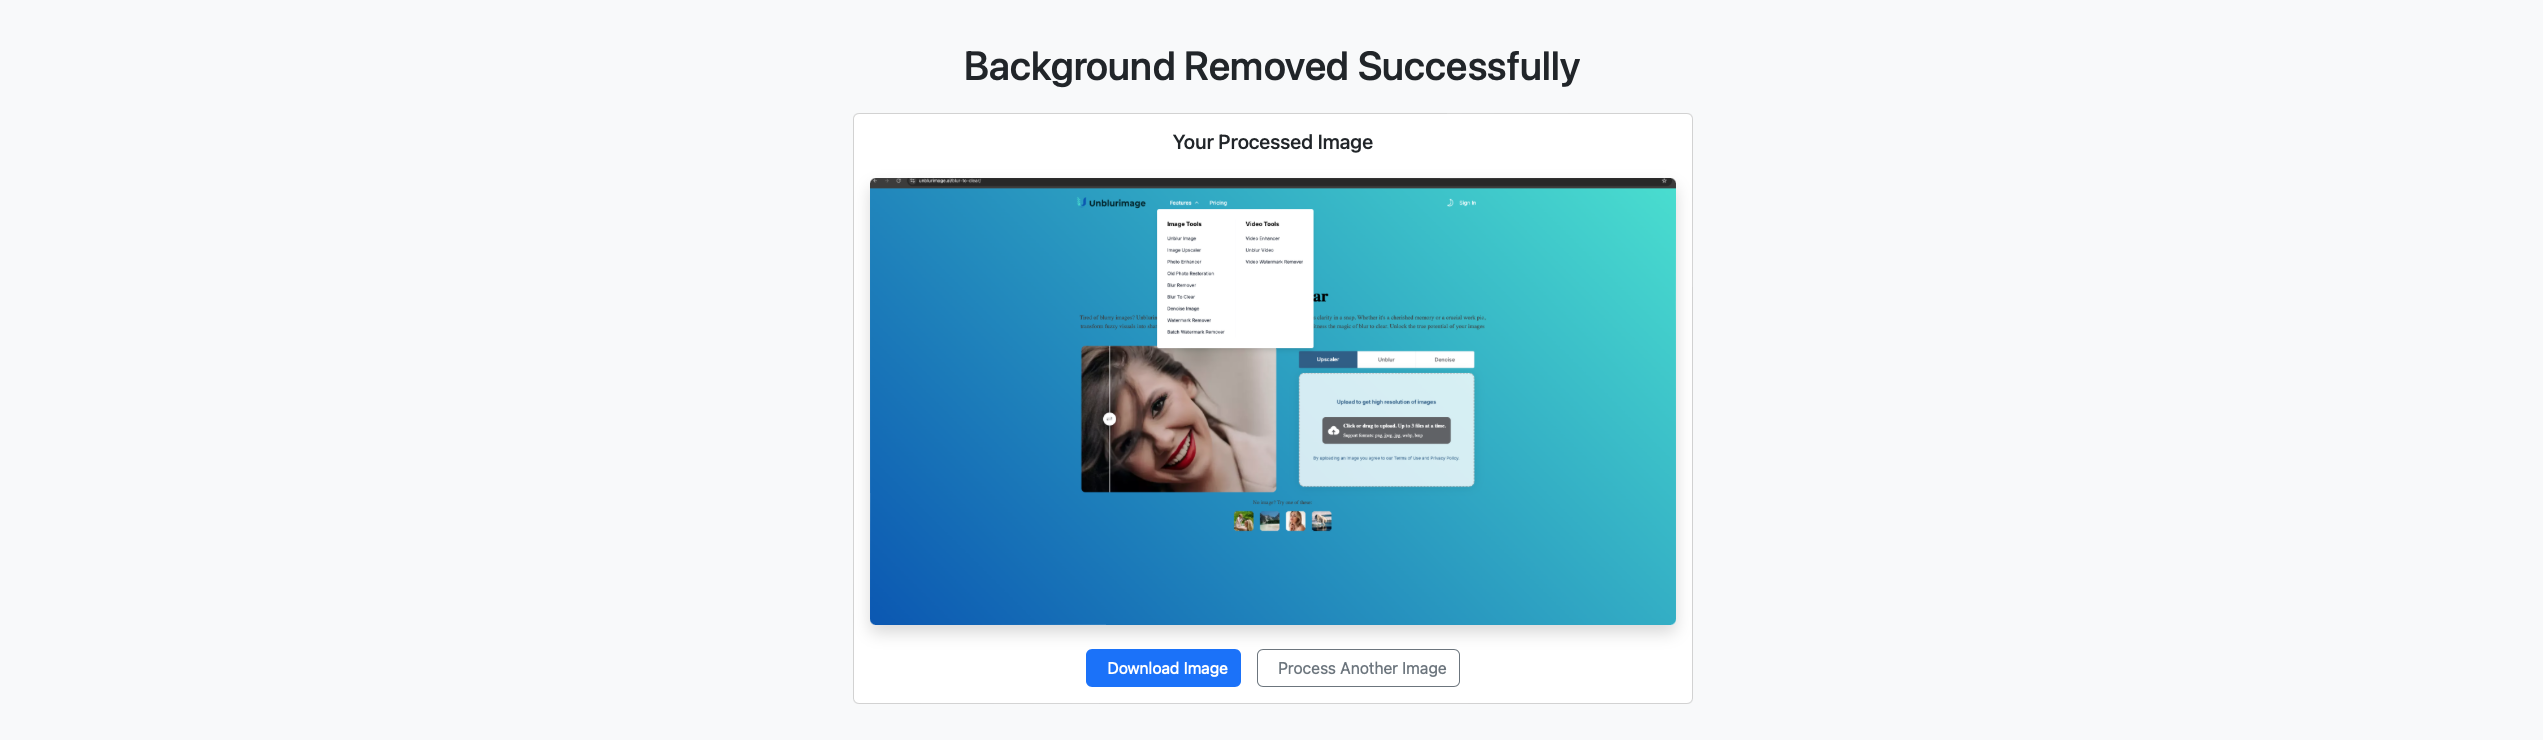 Background Removed Successfully
Your Processed Image
unblurimage.ai/blur-to-clear/
Unblurimage
Features
Pricing
Sign In
Image Tools
Video Tools
Unblur Image
Video Enhancer
Image Upscaler
Unblur Video
Photo Enhancer
Video Watermark Remover
Old Photo Restoration
Blur Remover
Blur To Clear
ar
Denoise Image
Tired of blurry images? Unblurim
clarity in a snap. Whether it's a cherished memory or a crucial work pic,
Watermark Remover
transform fuzzy visuals into
the magic of blur to clear. Unlock the true potential of your images
Batch Watermark Remover
Upscaler
Unblur
Denoise
Upload to get high resolution of images
Click or drag to upload. Up to 3 files at a time.
Support formats: png, jpeg, jpg, webp, heic
By uploading an image you agree to our Terms of Use and Privacy Policy
No image? Try one of these
Download Image
Process Another Image